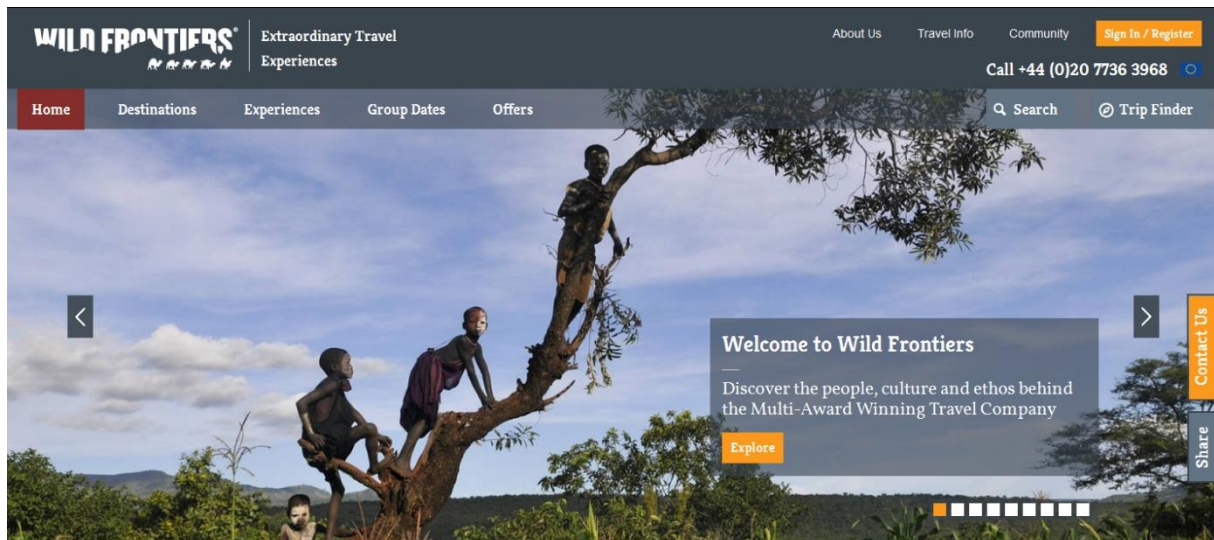 WILD FRONTIERS®
Extraordinary Travel
Experiences
About Us
Travel Info
Community
Sign In / Register
Call +44 (0)20 7736 3968
Home
Destinations
Experiences
Group Dates
Offers
Search
Trip Finder
Welcome to Wild Frontiers
Discover the people, culture and ethos behind
the Multi-Award Winning Travel Company
Explore
Contact Us
Share